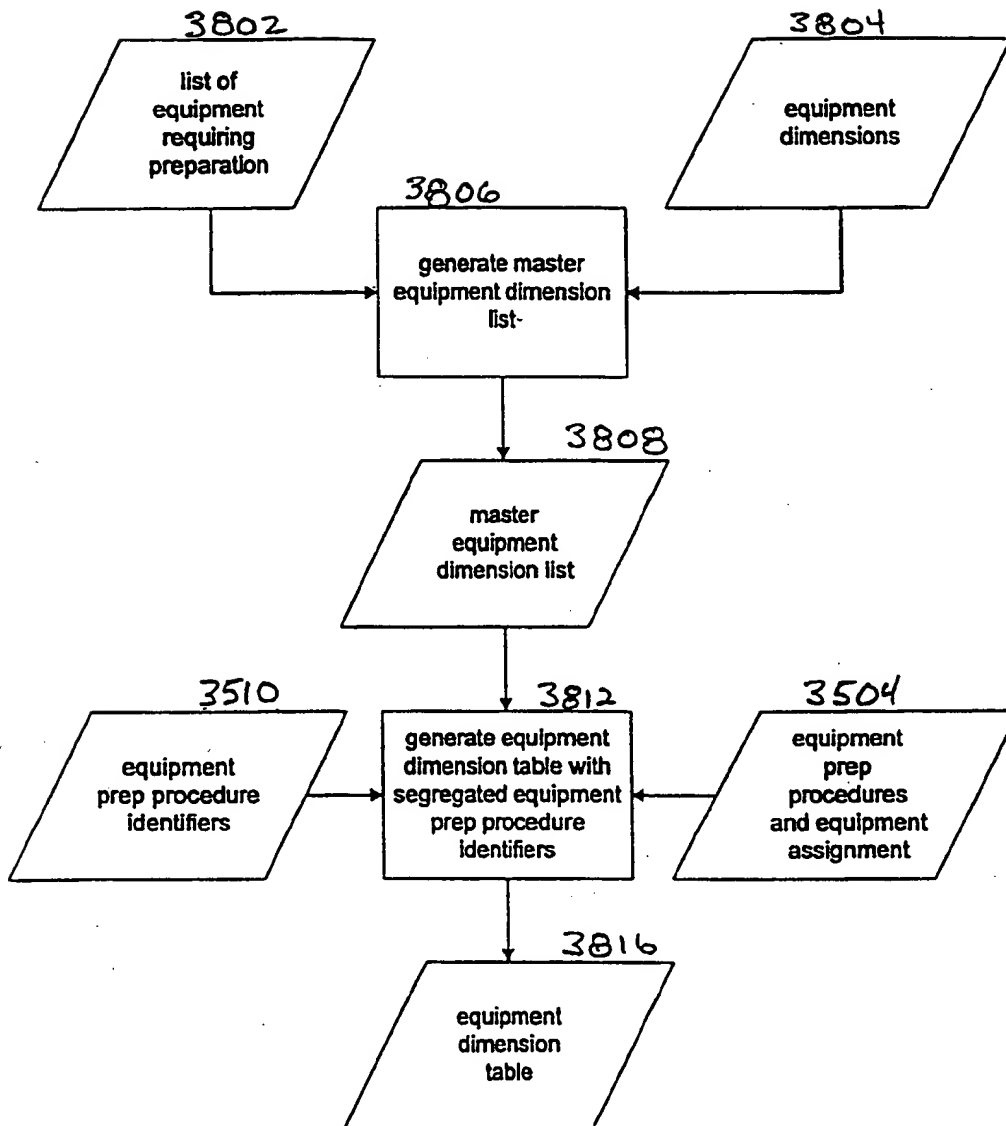 3802
list of
equipment
requiring
preparation
3804
equipment
dimensions
3806
generate master
equipment dimension
list-
3808
master
equipment
dimension list
3510
equipment
prep procedure
identifiers
3812
generate equipment
dimension table with
segregated equipment
prep procedure
identifiers
3504
equipment
prep
procedures
and equipment
assignment
3816
equipment
dimension
table